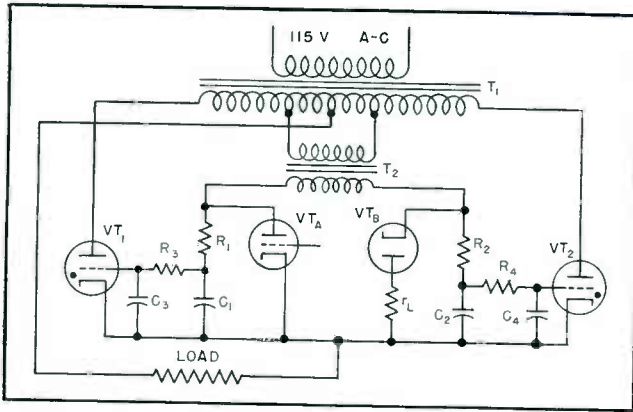 115 V A-C
T1
T2
VT1
R3
R1
VTA
VTB
R2
R4
VT2
C3
C1
rL
C2
C4
LOAD